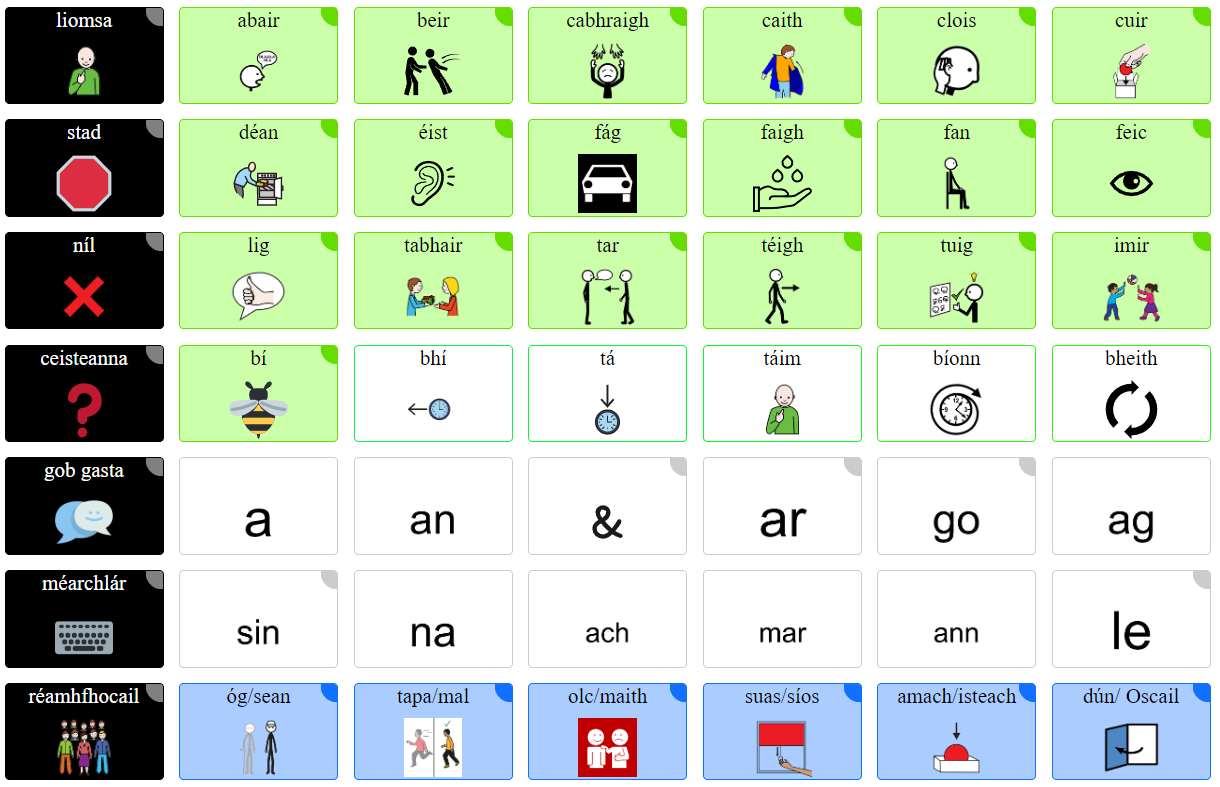 liomsa abair beir cabhraigh caith clois cuir
stad déan éist fág faigh fan feic
níl lig tabhair tar téigh tuig imir
ceisteanna bí bhí tá táim bíonn bheith
gob gasta a an & ar go ag
méarchlár sin na ach mar ann le
réamhfhocail óg/sean tapa/mal olc/maith suas/síos amach/isteach dún/ Oscail